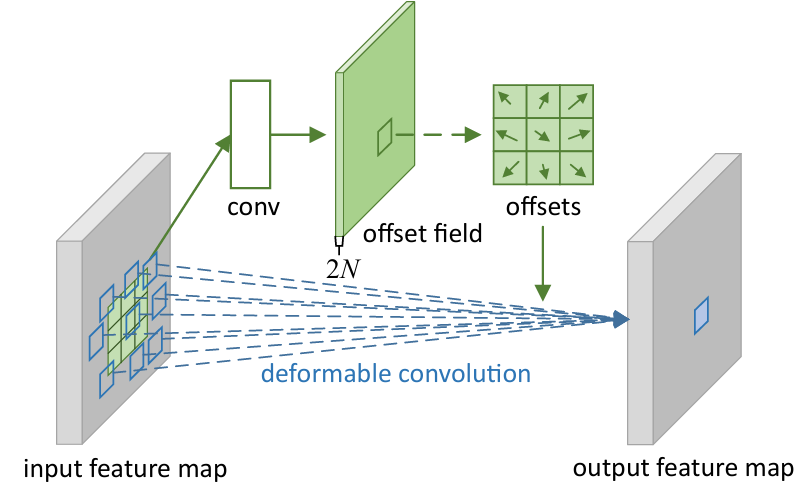 conv
offsets
offset field
2N
deformable convolution
input feature map
output feature map